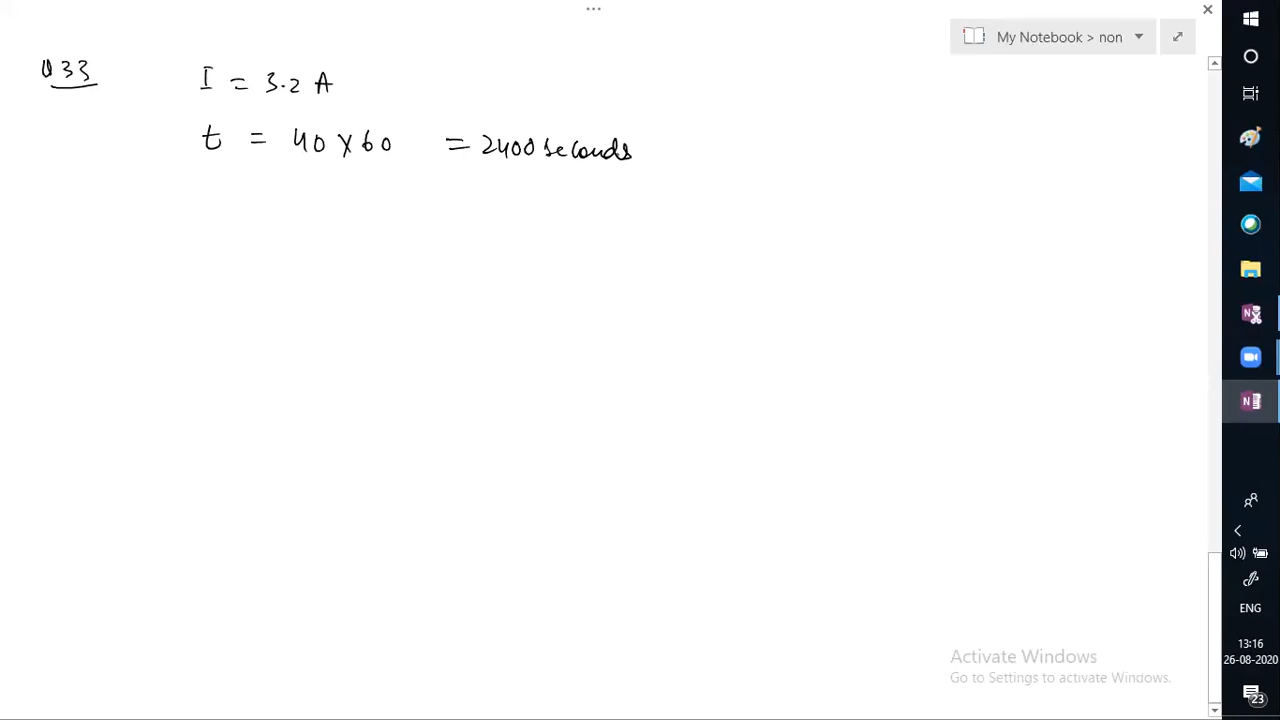 My Notebook > non
Q33
I = 3.2 A
t = 40 x 60 = 2400 seconds
Activate Windows
Go to Settings to activate Windows.
ENG
13:16
26-08-2020
23